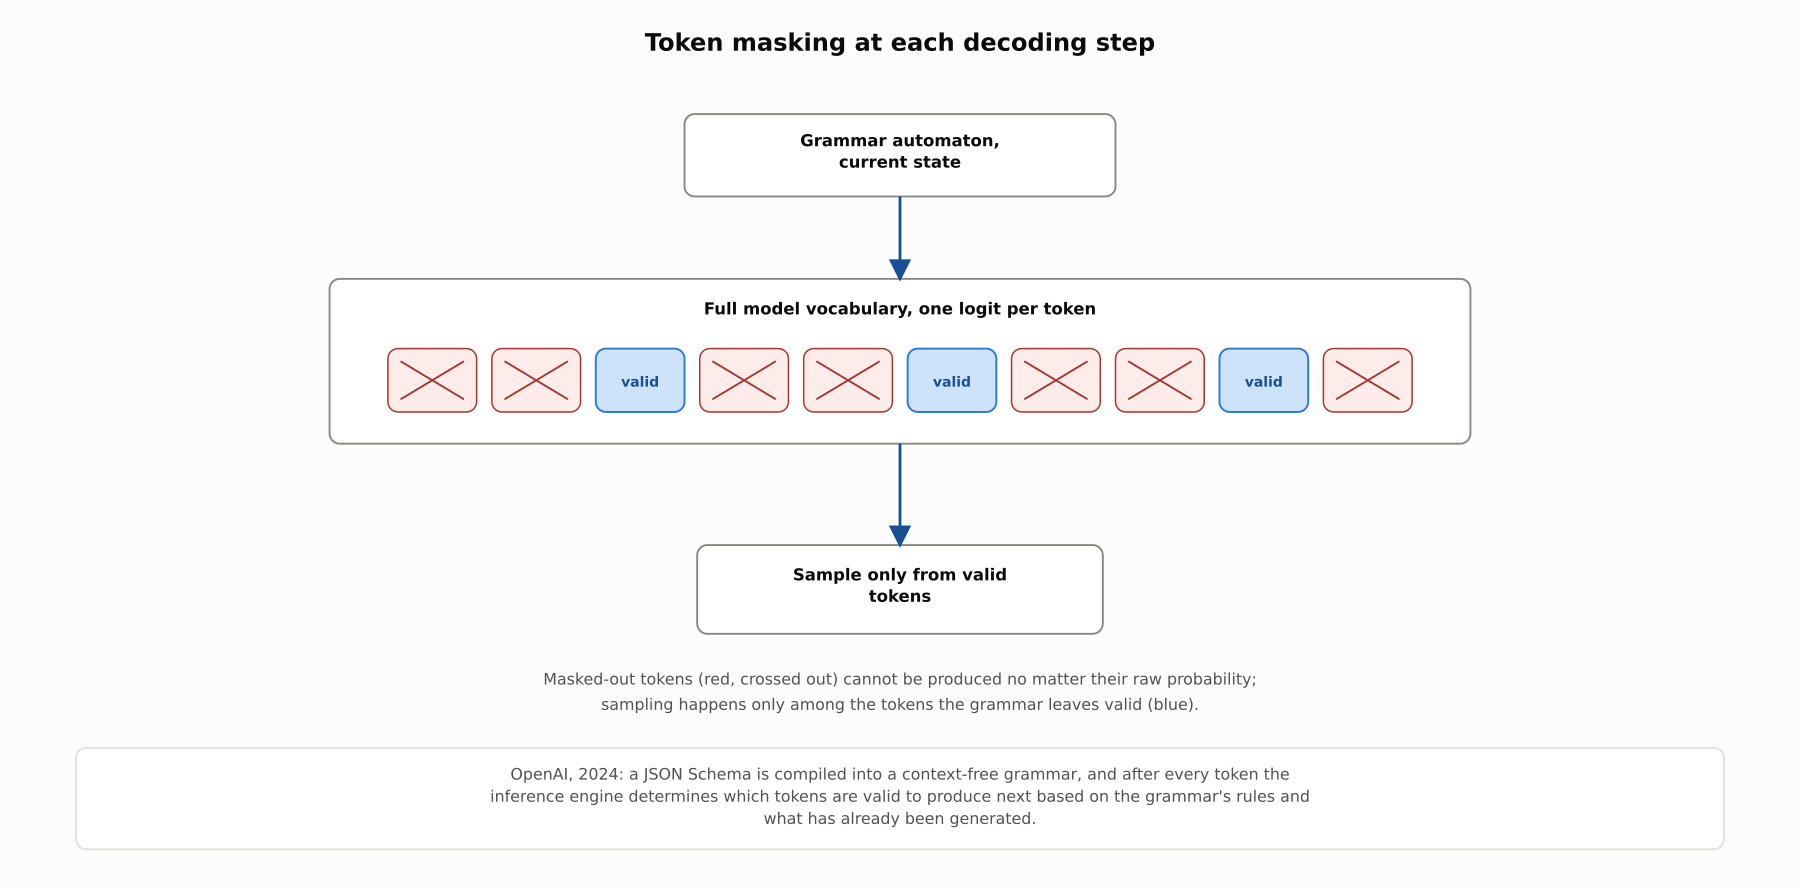 Token masking at each decoding step
Grammar automaton,
current state
Full model vocabulary, one logit per token
valid
valid
valid
Sample only from valid
tokens
Masked-out tokens (red, crossed out) cannot be produced no matter their raw probability;
sampling happens only among the tokens the grammar leaves valid (blue).
OpenAI, 2024: a JSON Schema is compiled into a context-free grammar, and after every token the
inference engine determines which tokens are valid to produce next based on the grammar's rules and
what has already been generated.